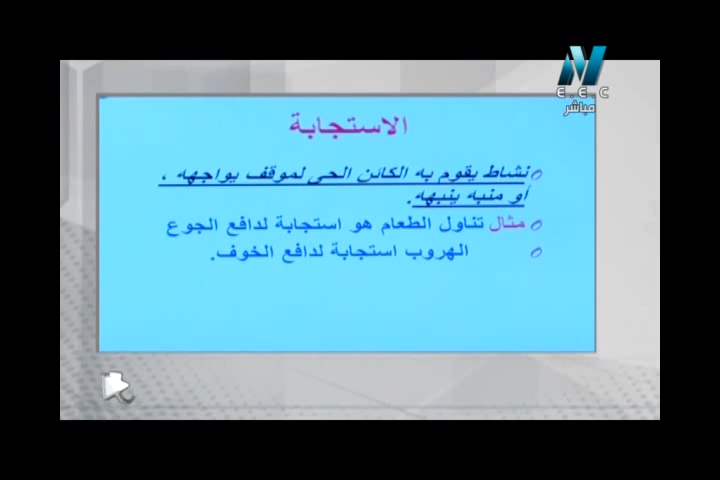 E.E.C
مباشر
الاستجابة
نشاط يقوم به الكائن الحى لموقف يواجهه ،
أو منبه ينبهه.
مثال تناول الطعام هو استجابة لدافع الجوع
الهروب استجابة لدافع الخوف.